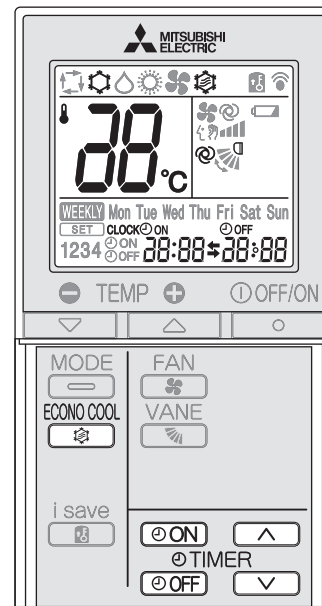 MITSUBISHI
ELECTRIC
88°C
WEEKLY Mon Tue Wed Thu Fri Sat Sun
SET CLOCK ON OFF
1234 ON 88:88 88:88
OFF
TEMP OFF/ON
MODE FAN
ECONO COOL VANE
i save
ON
TIMER
OFF